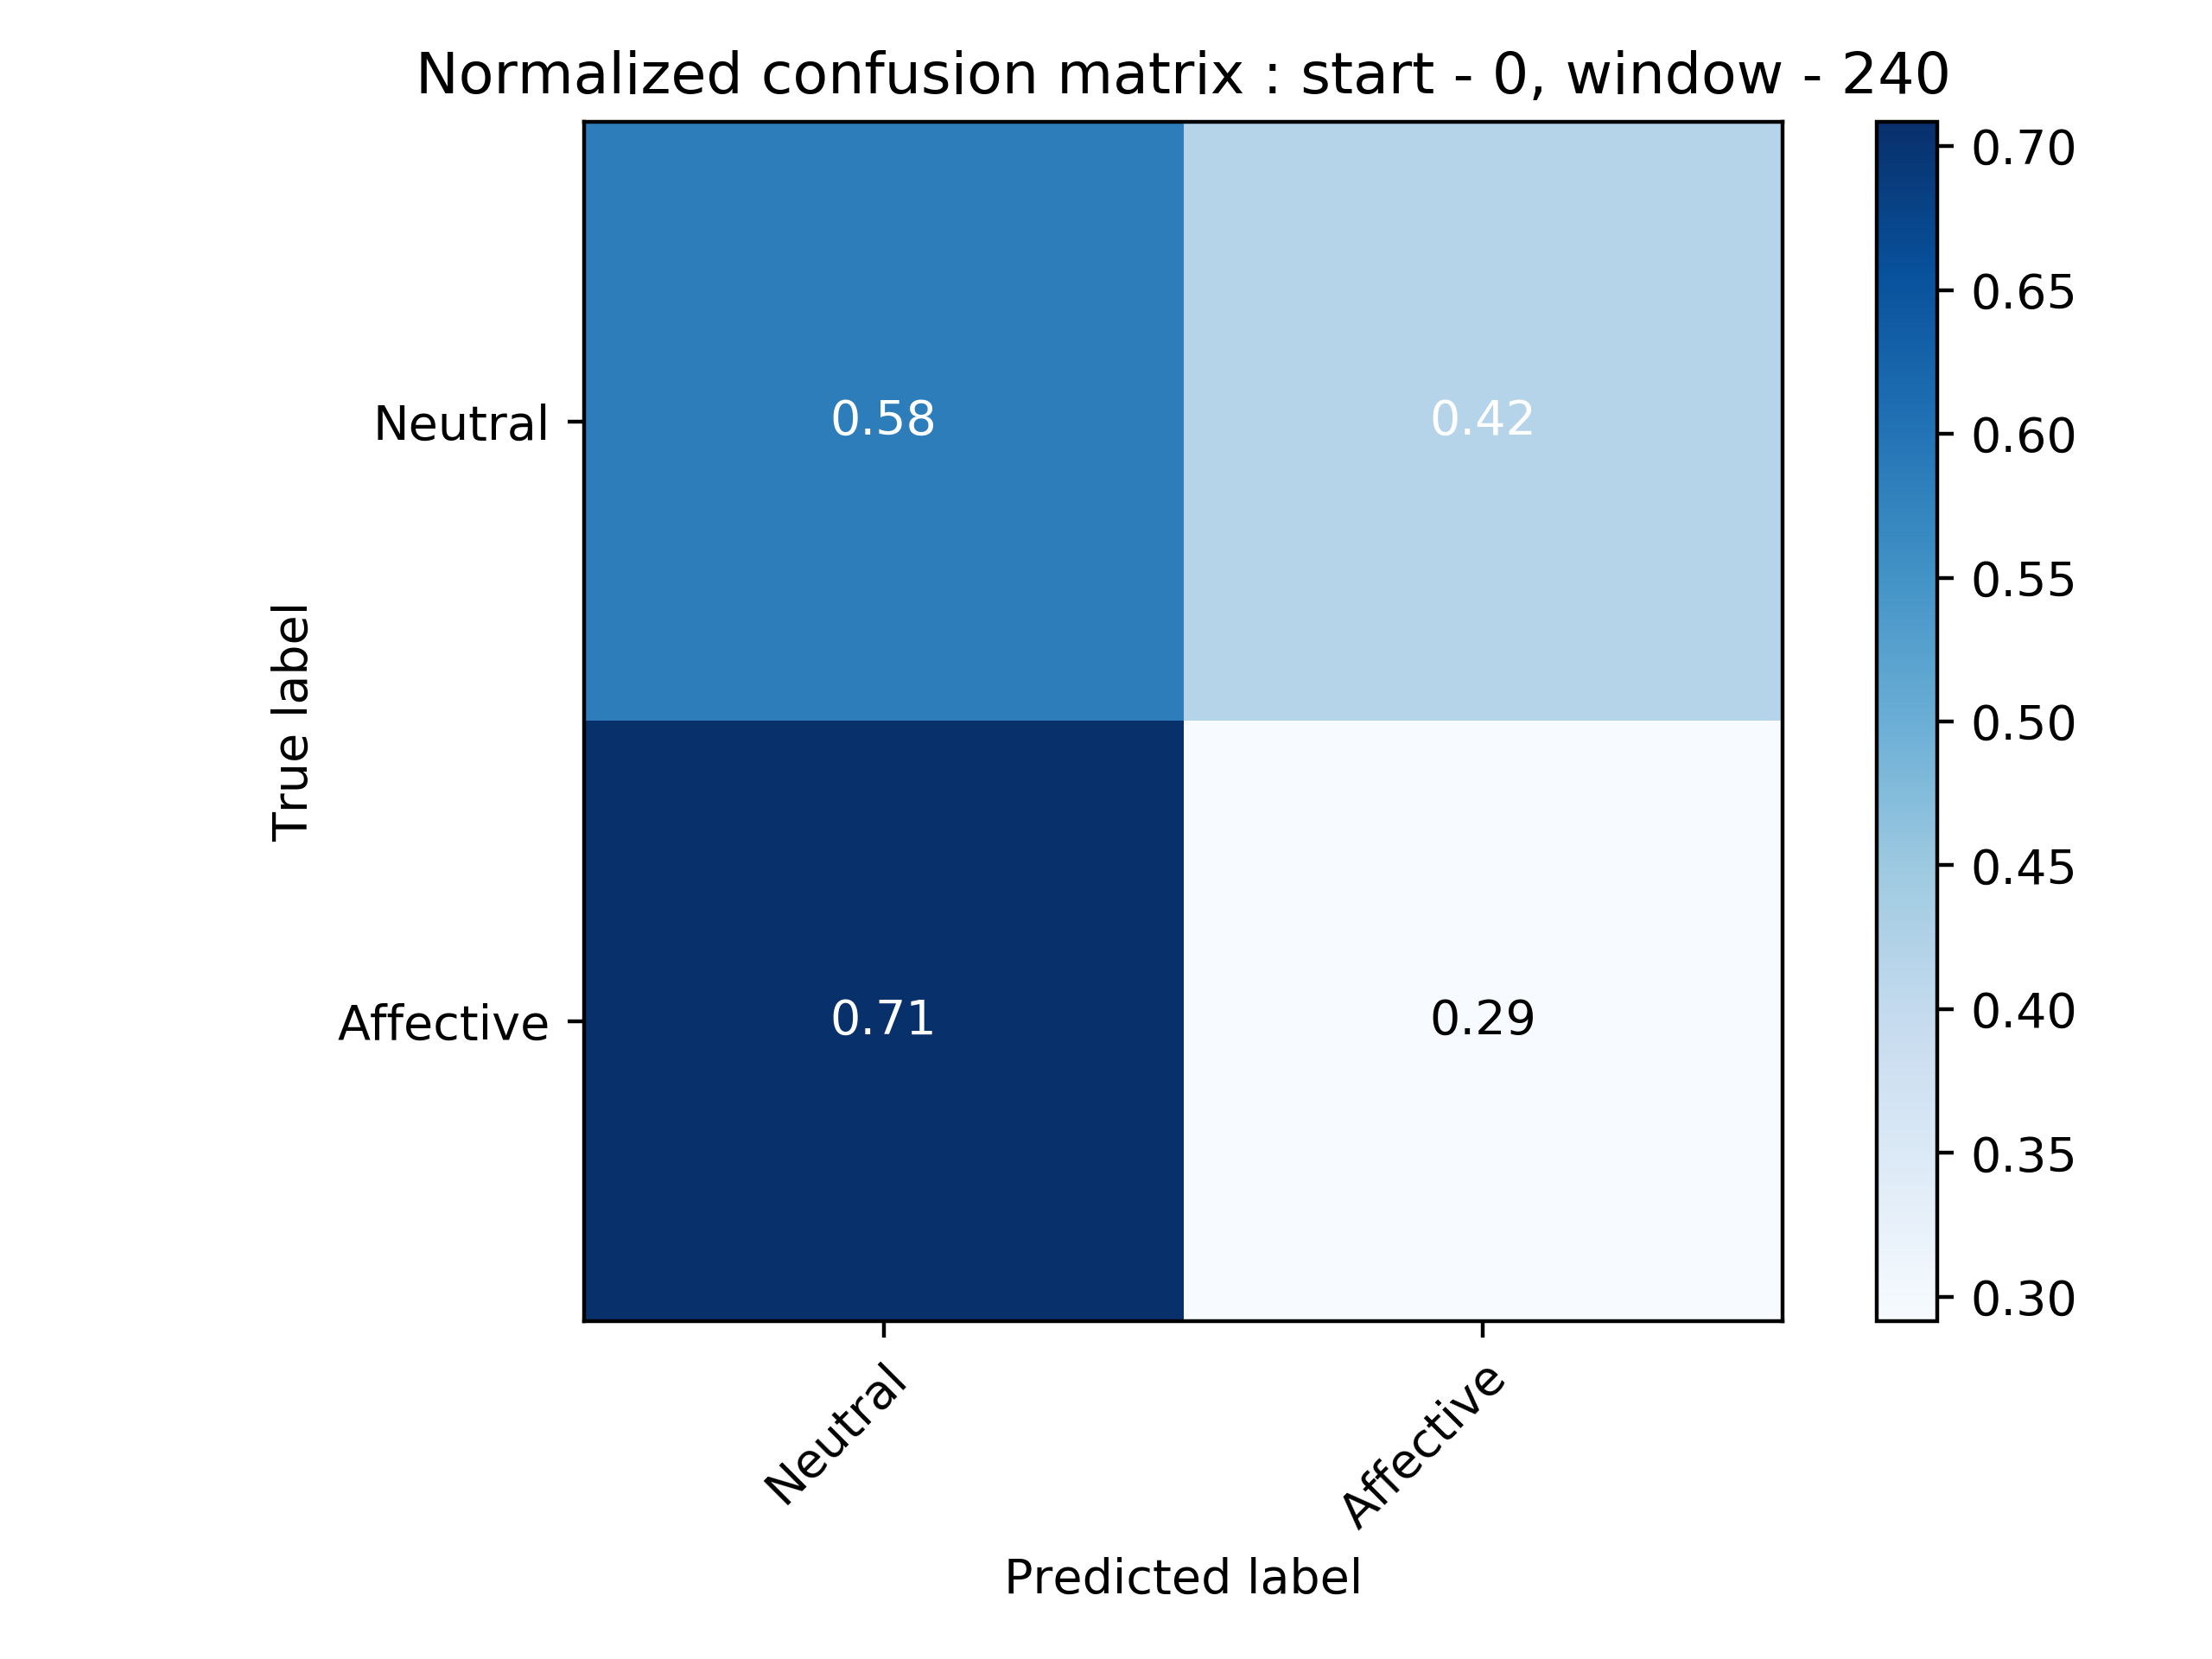 Normalized confusion matrix : start - 0, window - 240
True label
Neutral
Affective
0.58
0.42
0.71
0.29
Neutral
Affective
Predicted label
0.70
0.65
0.60
0.55
0.50
0.45
0.40
0.35
0.30